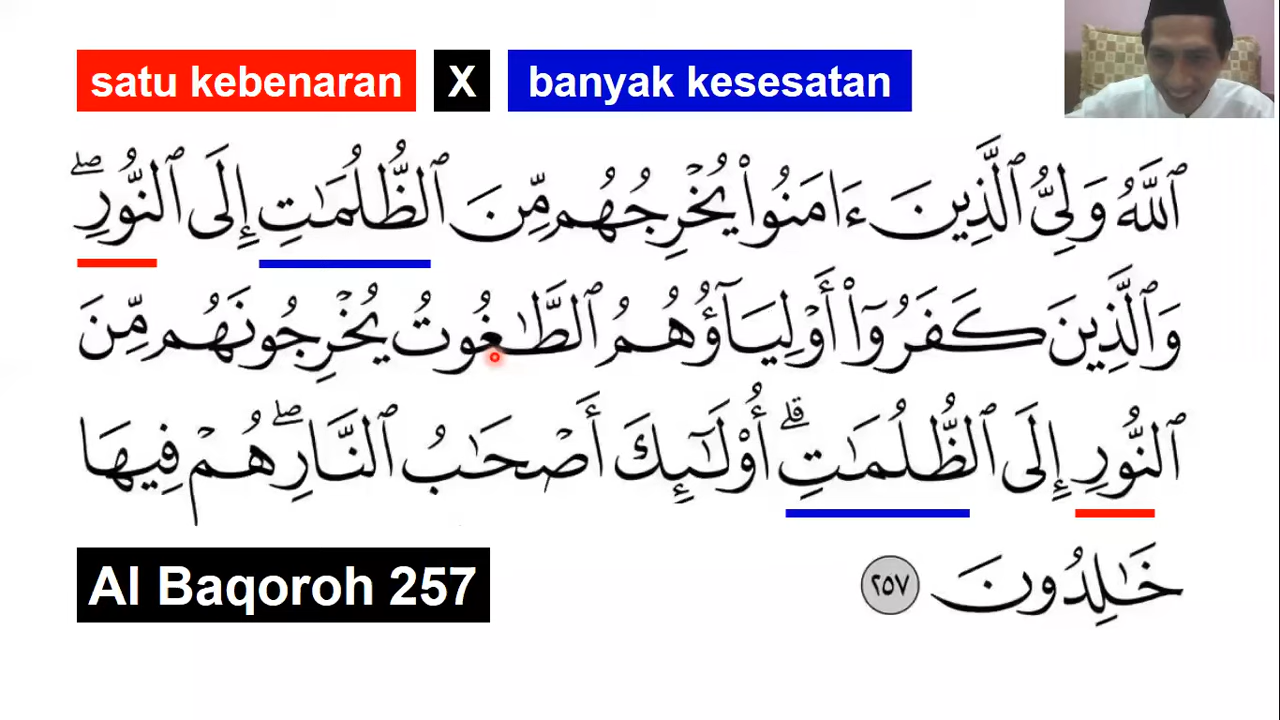 satu kebenaran X banyak kesesatan
ٱللَّهُ وَلِىُّ ٱلَّذِينَ ءَامَنُوا۟ يُخْرِجُهُم مِّنَ ٱلظُّلُمَـٰتِ إِلَى ٱلنُّورِ ۖ
وَٱلَّذِينَ كَفَرُوٓا۟ أَوْلِيَآؤُهُمُ ٱلطَّـٰغُوتُ يُخْرِجُونَهُم مِّنَ
ٱلنُّورِ إِلَى ٱلظُّلُمَـٰتِ ۗ أُو۟لَـٰٓئِكَ أَصْحَـٰبُ ٱلنَّارِ ۖ هُمْ فِيهَا
خَـٰلِدُونَ ٢٥٧
Al Baqoroh 257